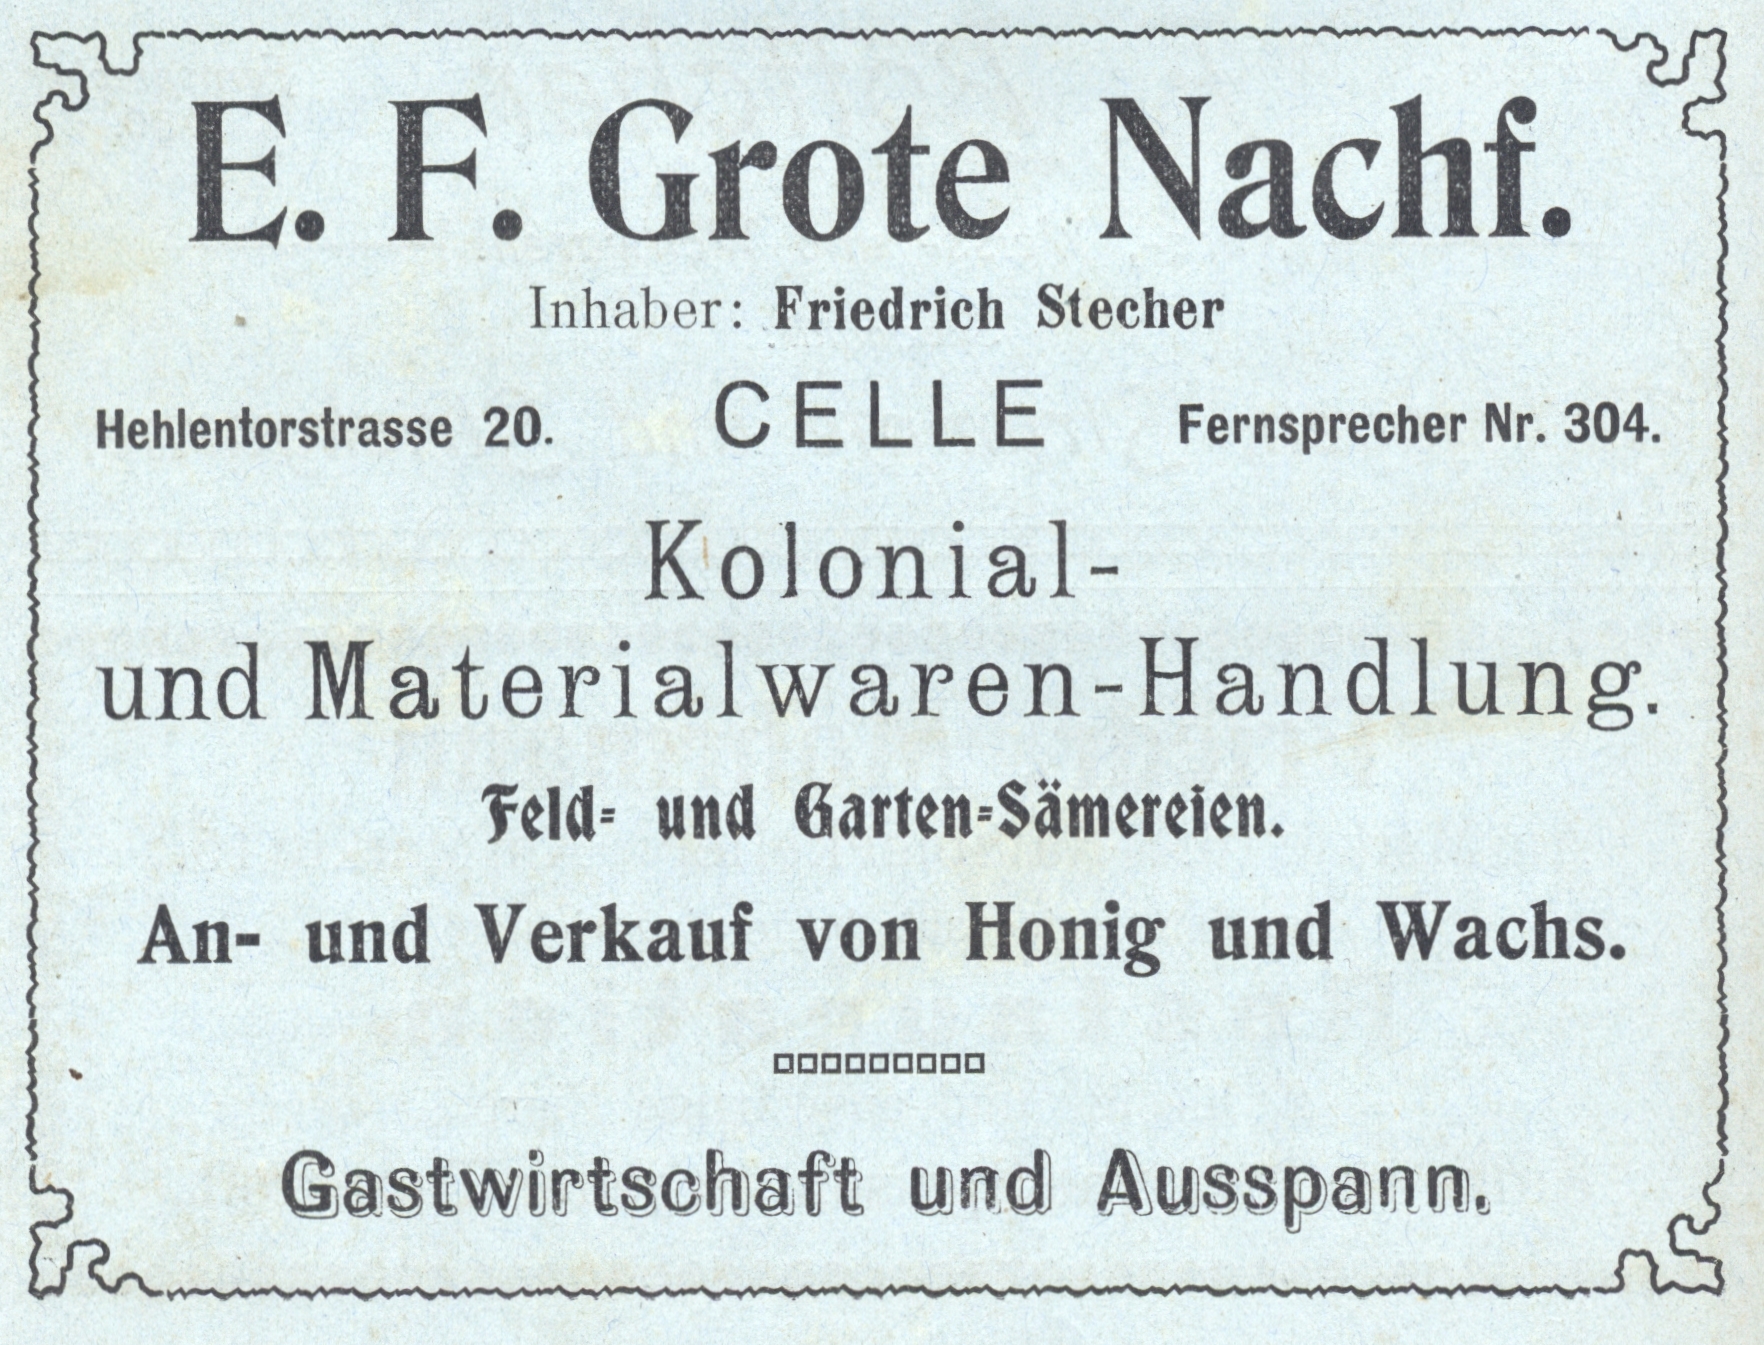 E. F. Grote Nachf.
Inhaber: Friedrich Stecher
Hehlentorstrasse 20. CELLE Fernsprecher Nr. 304.
Kolonial-
und Materialwaren-Handlung.
Feld- und Garten-Sämereien.
An- und Verkauf von Honig und Wachs.
Gastwirtschaft und Ausspann.